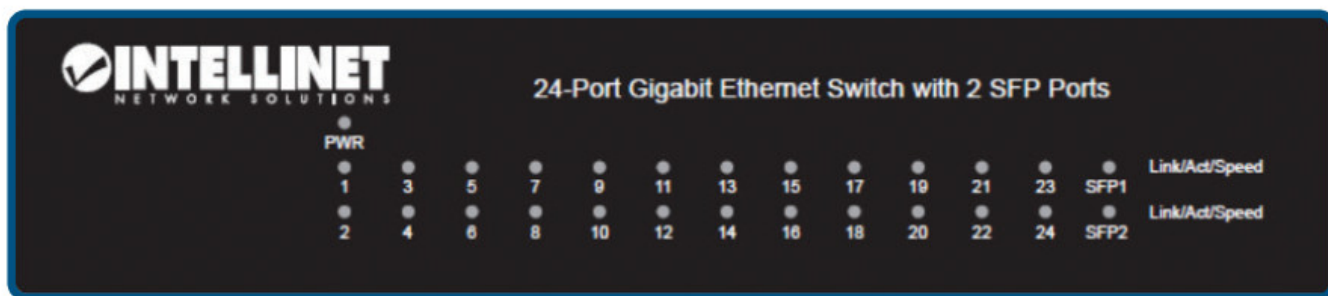 INTELLINET
NETWORK SOLUTIONS
24-Port Gigabit Ethernet Switch with 2 SFP Ports
PWR
1 3 5 7 9 11 13 15 17 19 21 23 SFP1 Link/Act/Speed
2 4 6 8 10 12 14 16 18 20 22 24 SFP2 Link/Act/Speed